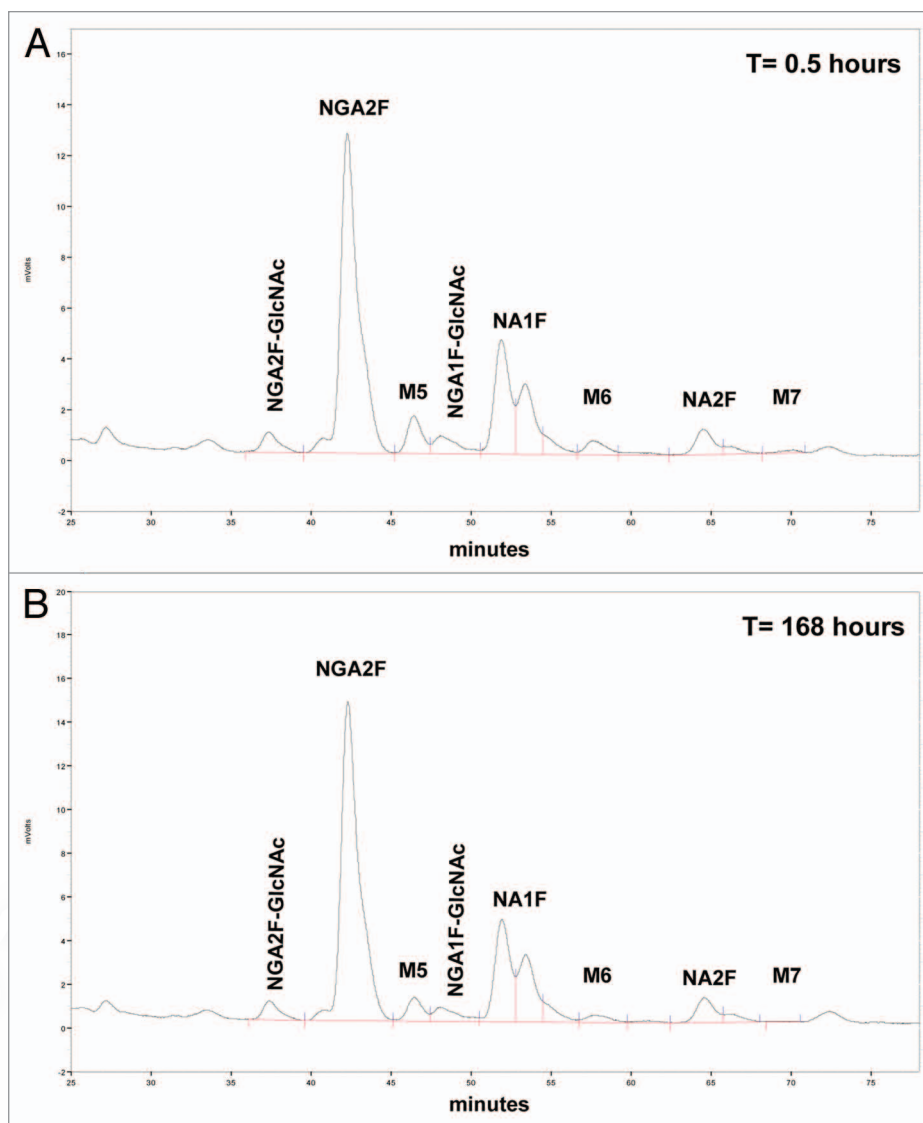 A
T= 0.5 hours
16
14
12
10
8
6
4
2
0
-2
mVolts
NGA2F-GlcNAc
NGA2F
M5
NGA1F-GlcNAc
NA1F
M6
NA2F
M7
25 30 35 40 45 50 55 60 65 70 75
minutes
B
T= 168 hours
20
18
16
14
12
10
8
6
4
2
0
-2
mVolts
NGA2F-GlcNAc
NGA2F
M5
NGA1F-GlcNAc
NA1F
M6
NA2F
M7
25 30 35 40 45 50 55 60 65 70 75
minutes